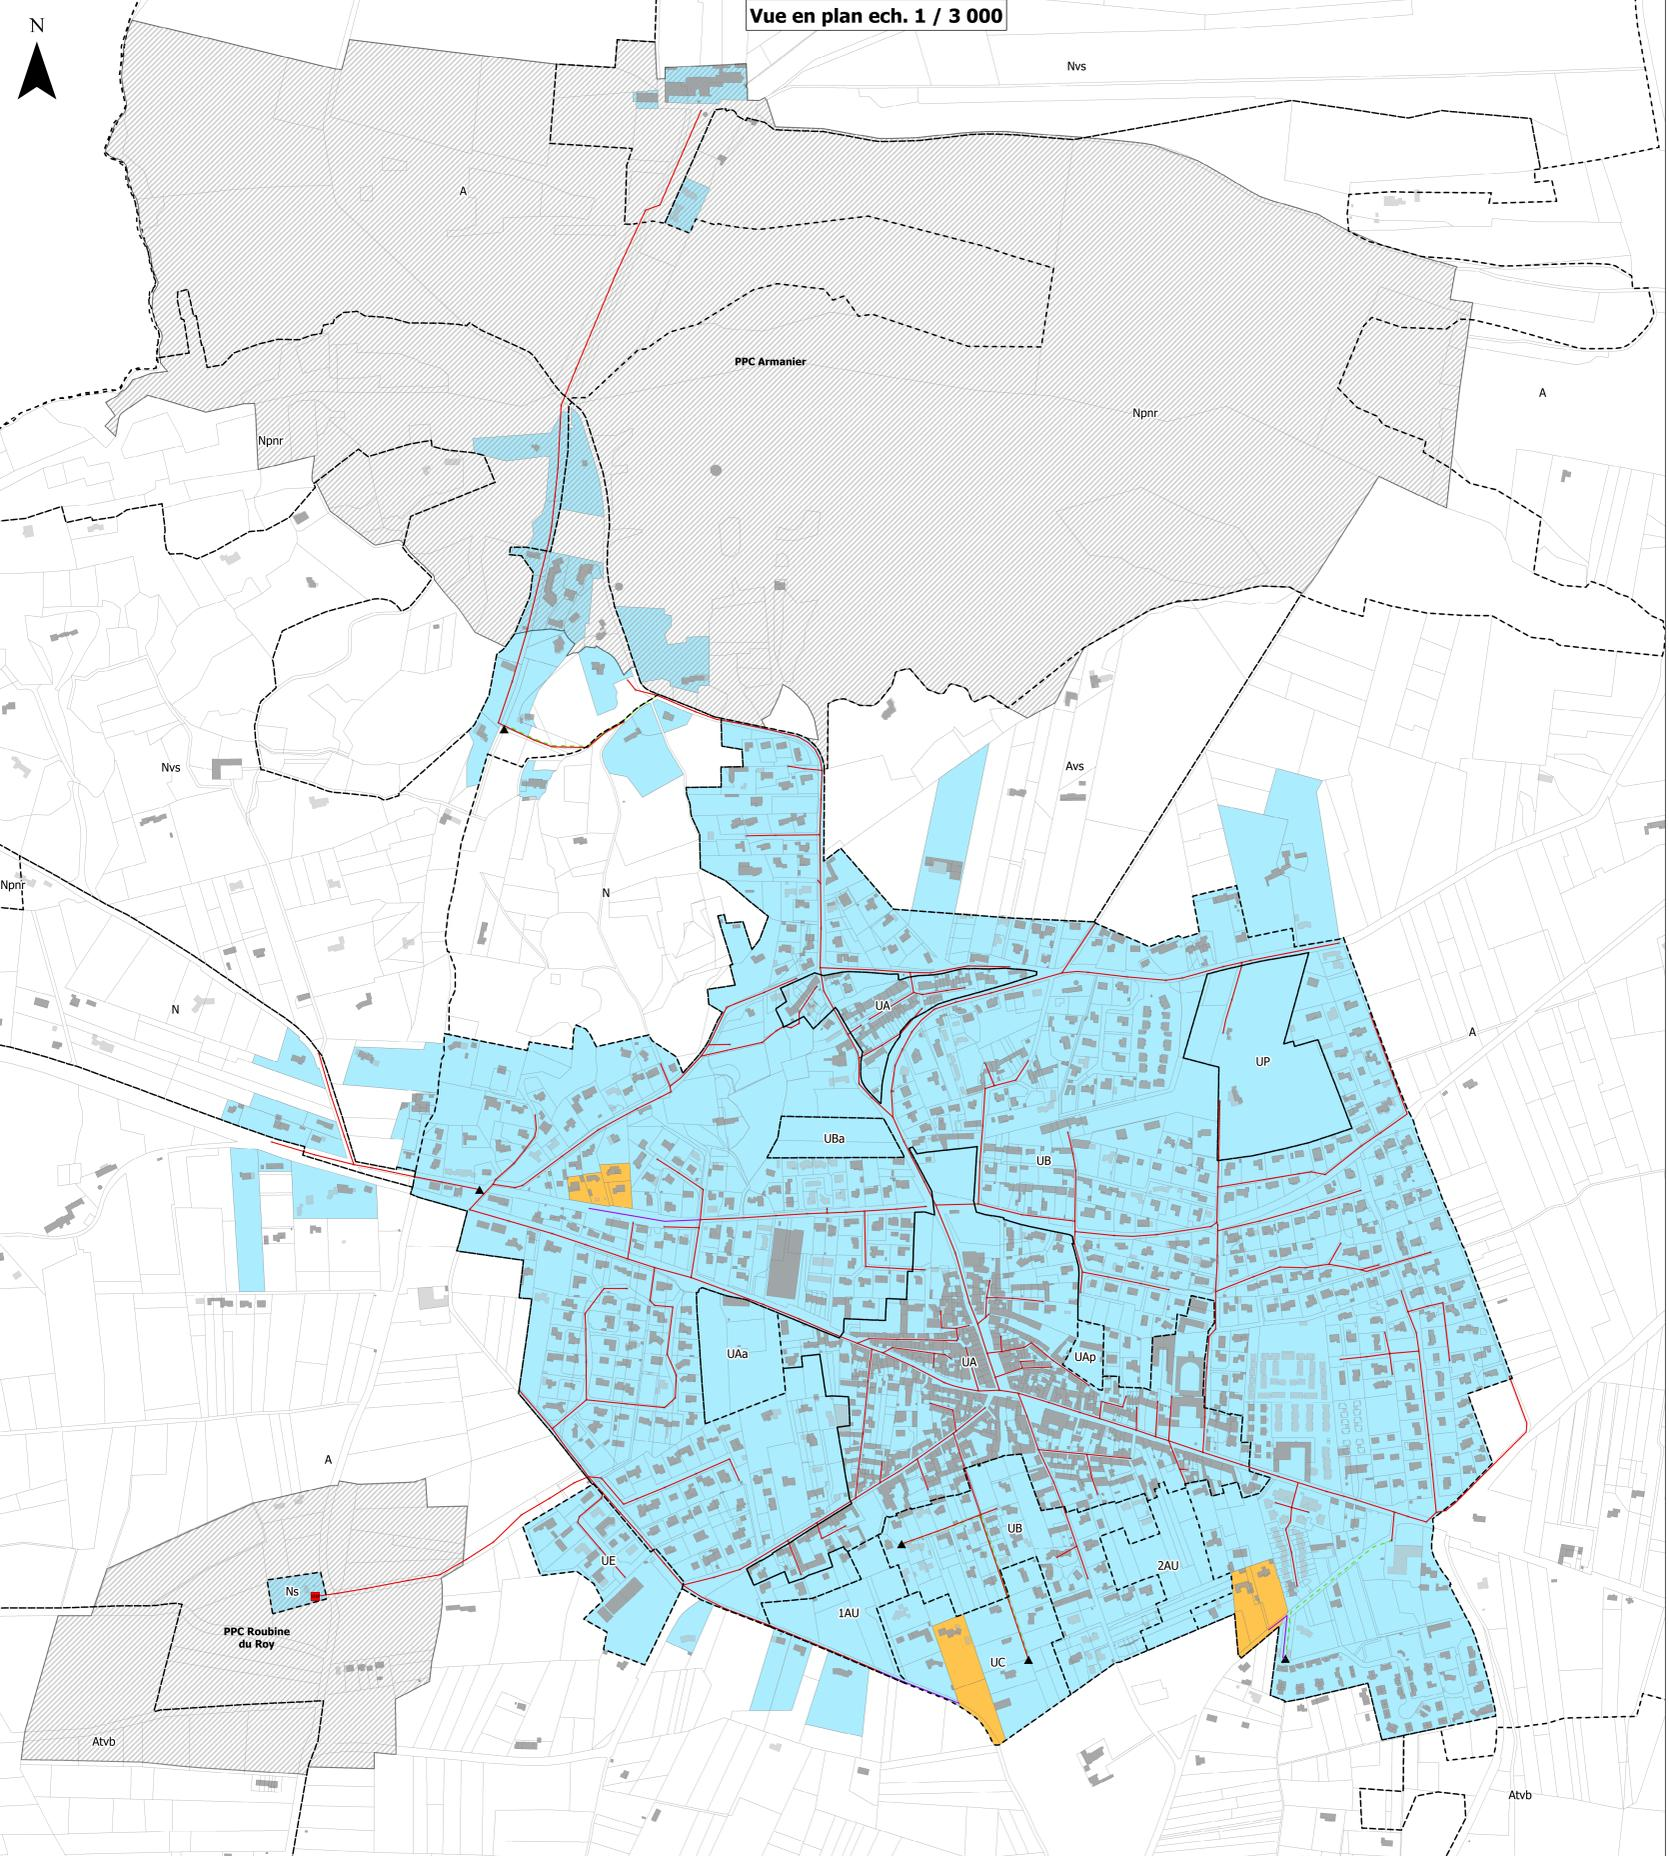 Vue en plan ech. 1 / 3 000
N
Nvs
A
PPC Armanier
A
Npnr
Npnr
Nvs
Avs
Npnr
N
UA
N
A
UP
UBa
UB
UAa
UAp
UA
A
UB
UE
2AU
Ns
1AU
PPC Roubine
du Roy
UC
Atvb
Atvb